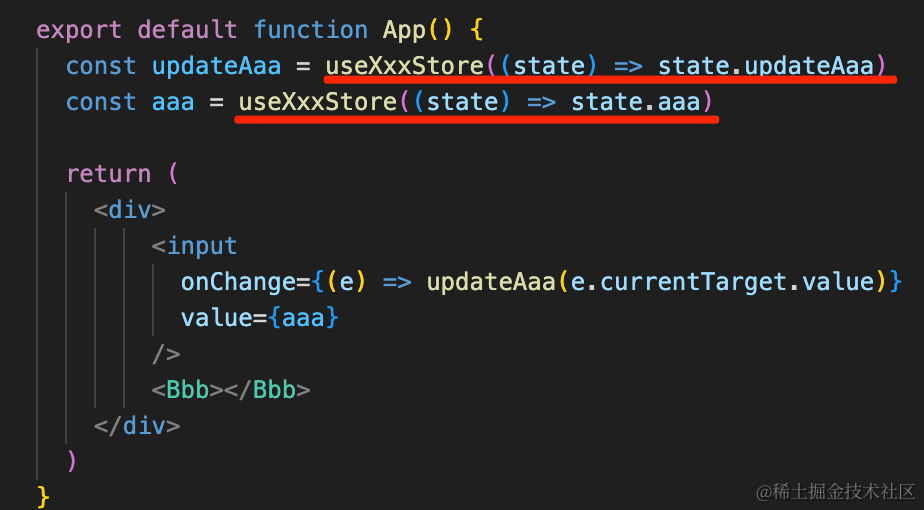 export default function App() {
const updateAaa = useXxxStore((state) => state.updateAaa)
const aaa = useXxxStore((state) => state.aaa)
return (
<div>
<input
onChange={(e) => updateAaa(e.currentTarget.value)}
value={aaa}
/>
<Bbb></Bbb>
</div>
)
}
@稀土掘金技术社区